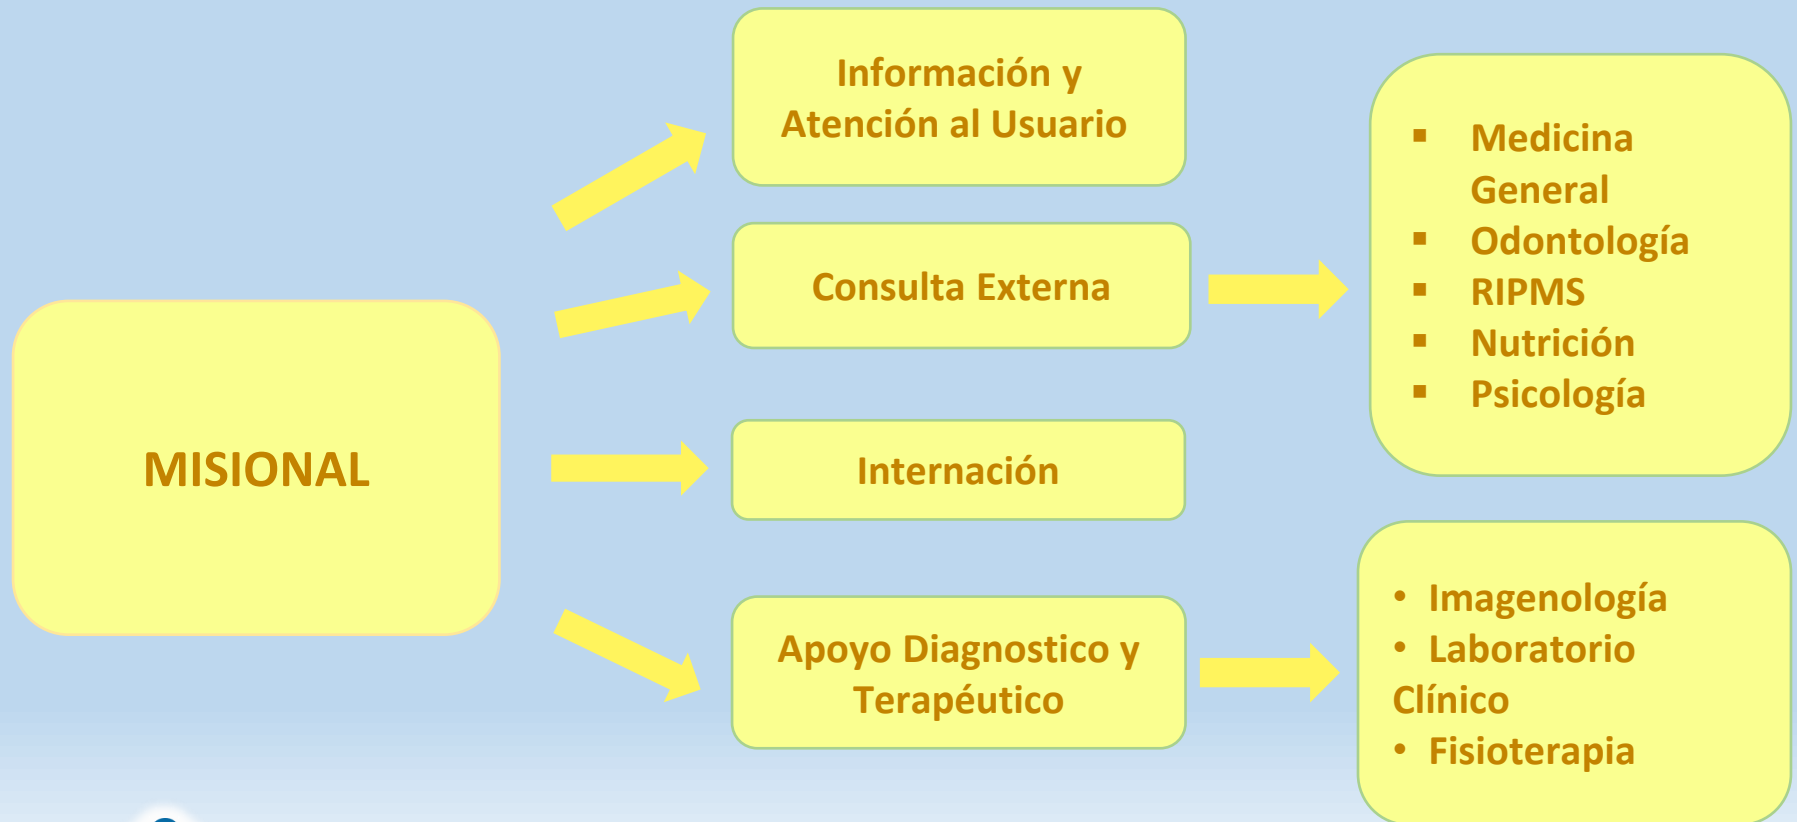 MISIONAL
Información y
Atención al Usuario
Consulta Externa
Internación
Apoyo Diagnostico y
Terapéutico
▪ Medicina
General
▪ Odontología
▪ RIPMS
▪ Nutrición
▪ Psicología
• Imagenología
• Laboratorio
Clínico
• Fisioterapia